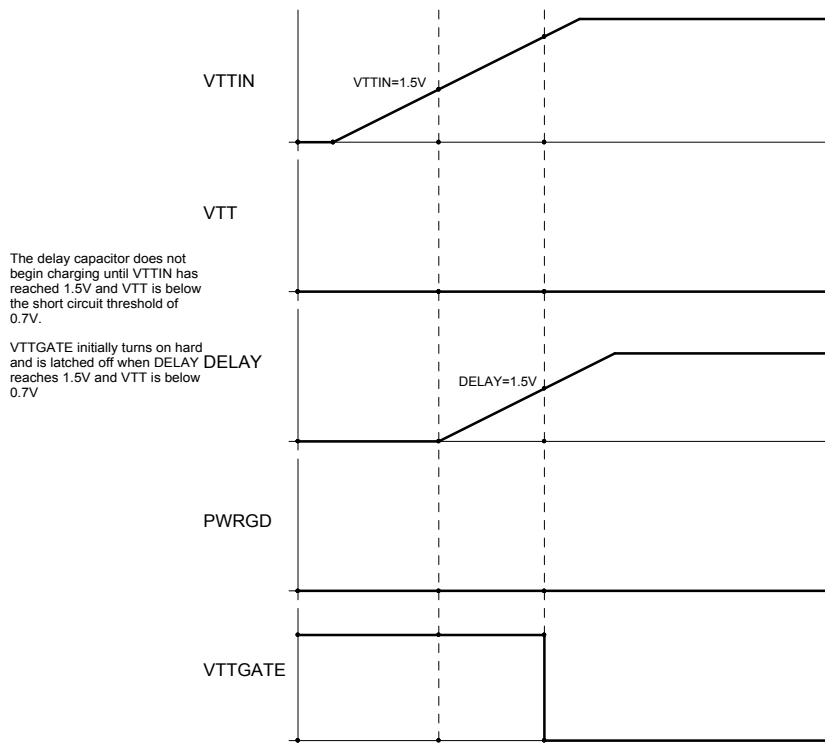 VTTIN
VTTIN=1.5V
VTT
The delay capacitor does not
begin charging until VTTIN has
reached 1.5V and VTT is below
the short circuit threshold of
0.7V.
VTTGATE initially turns on hard
and is latched off when DELAY
reaches 1.5V and VTT is below
0.7V
DELAY
DELAY=1.5V
PWRGD
VTTGATE